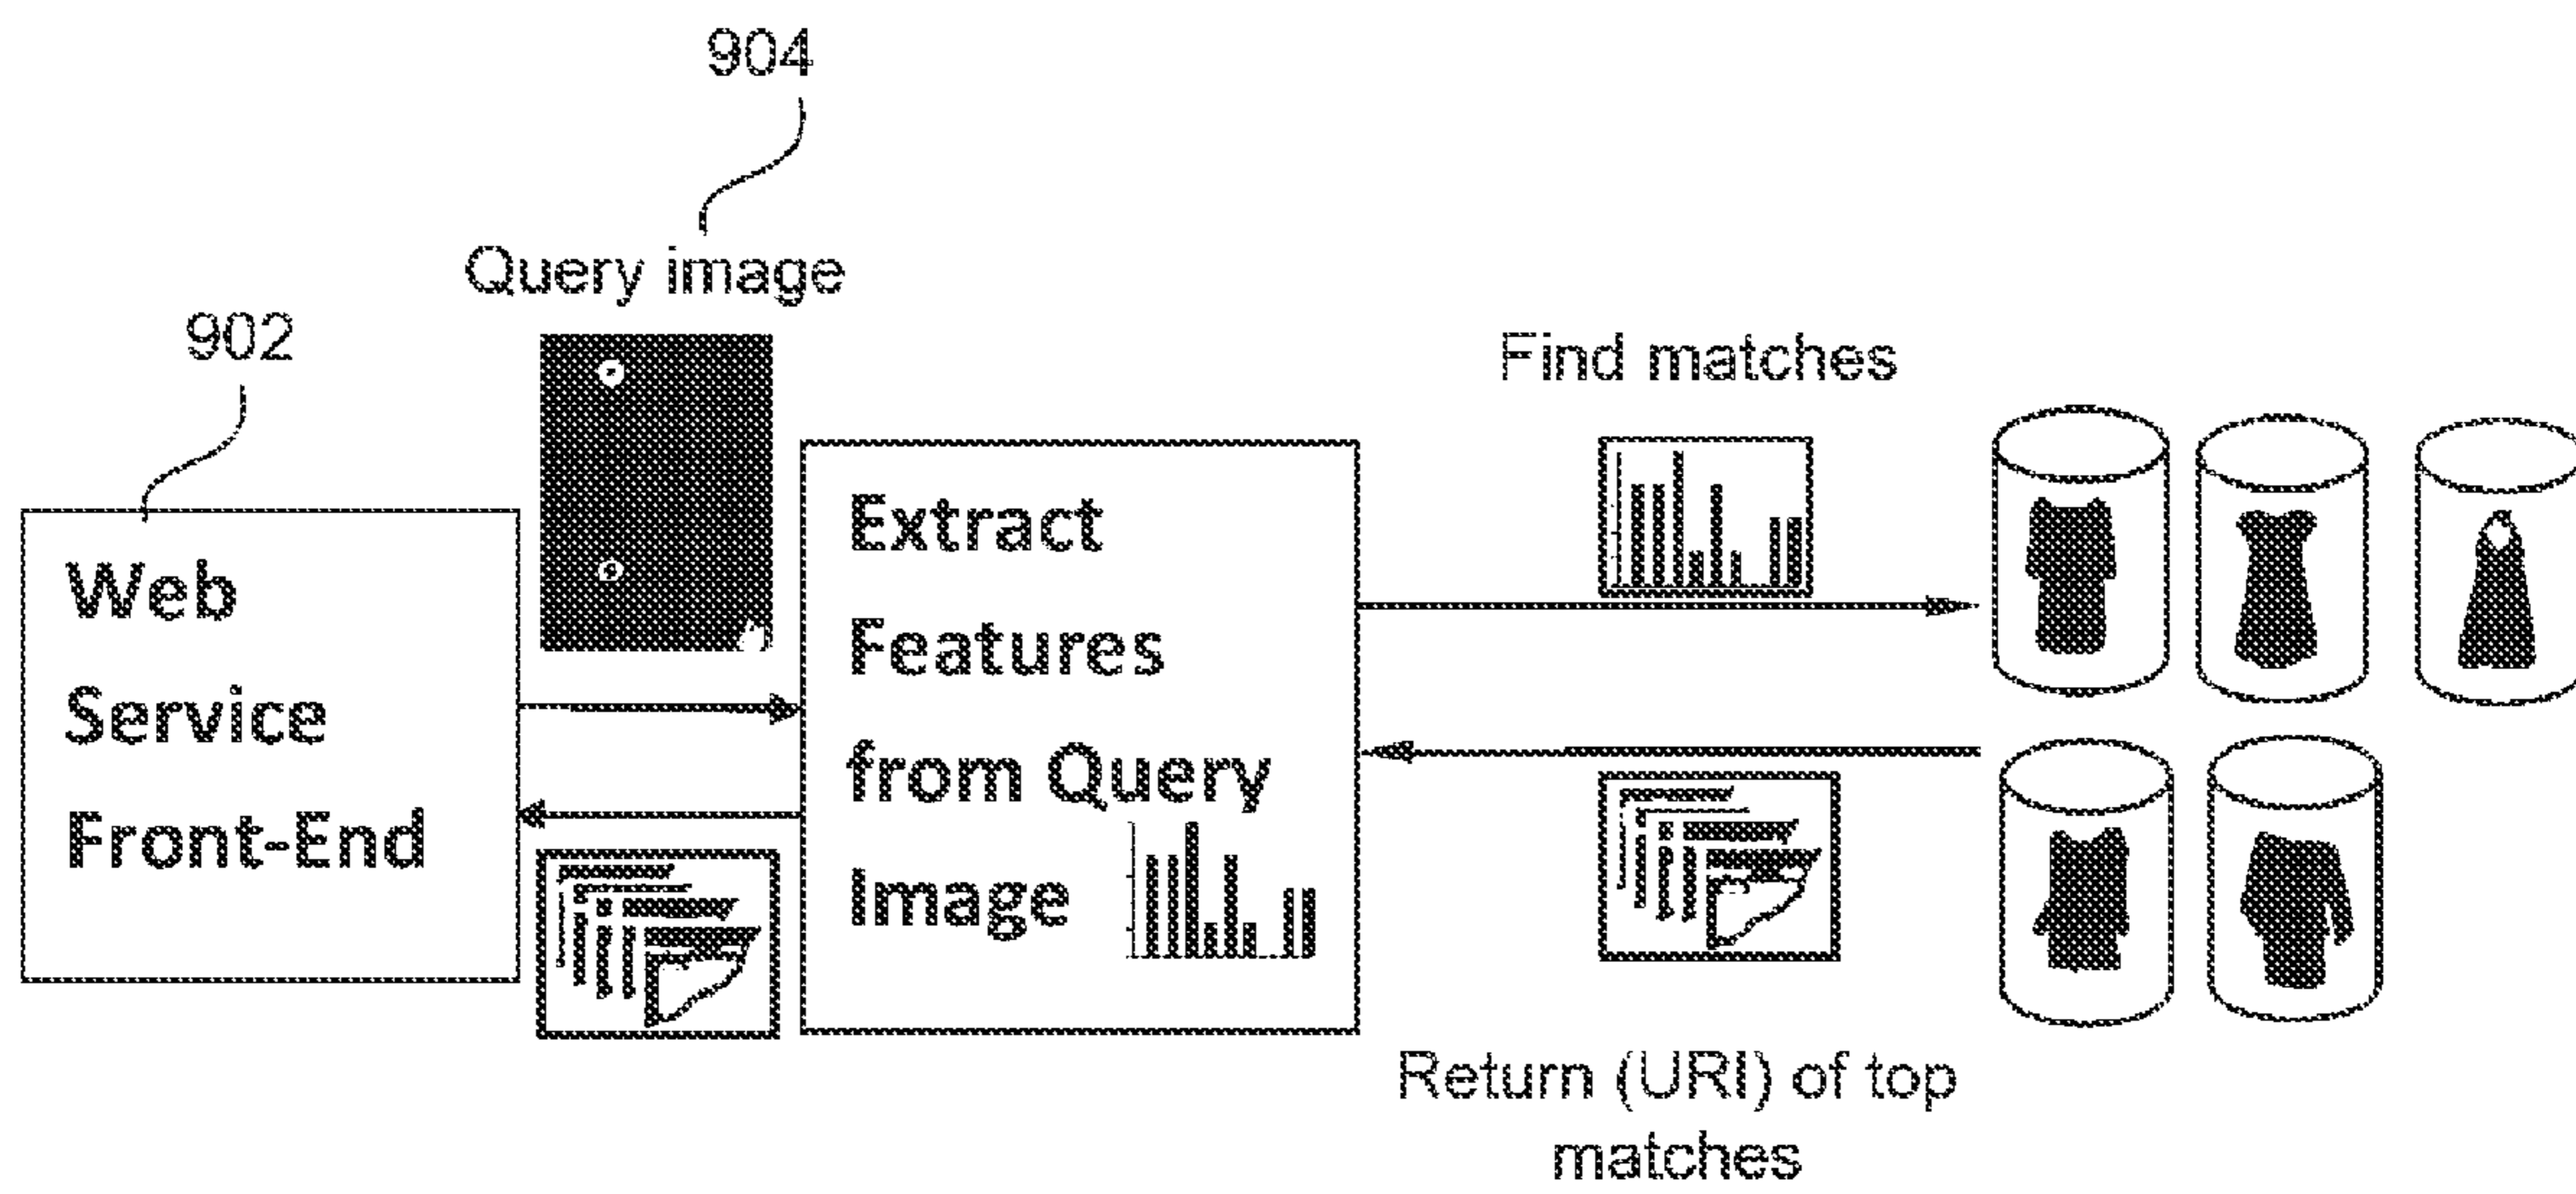 904
Query image
902
Find matches
Web
Service
Front-End
Extract
Features
from Query
Image
Return (URI) of top
matches